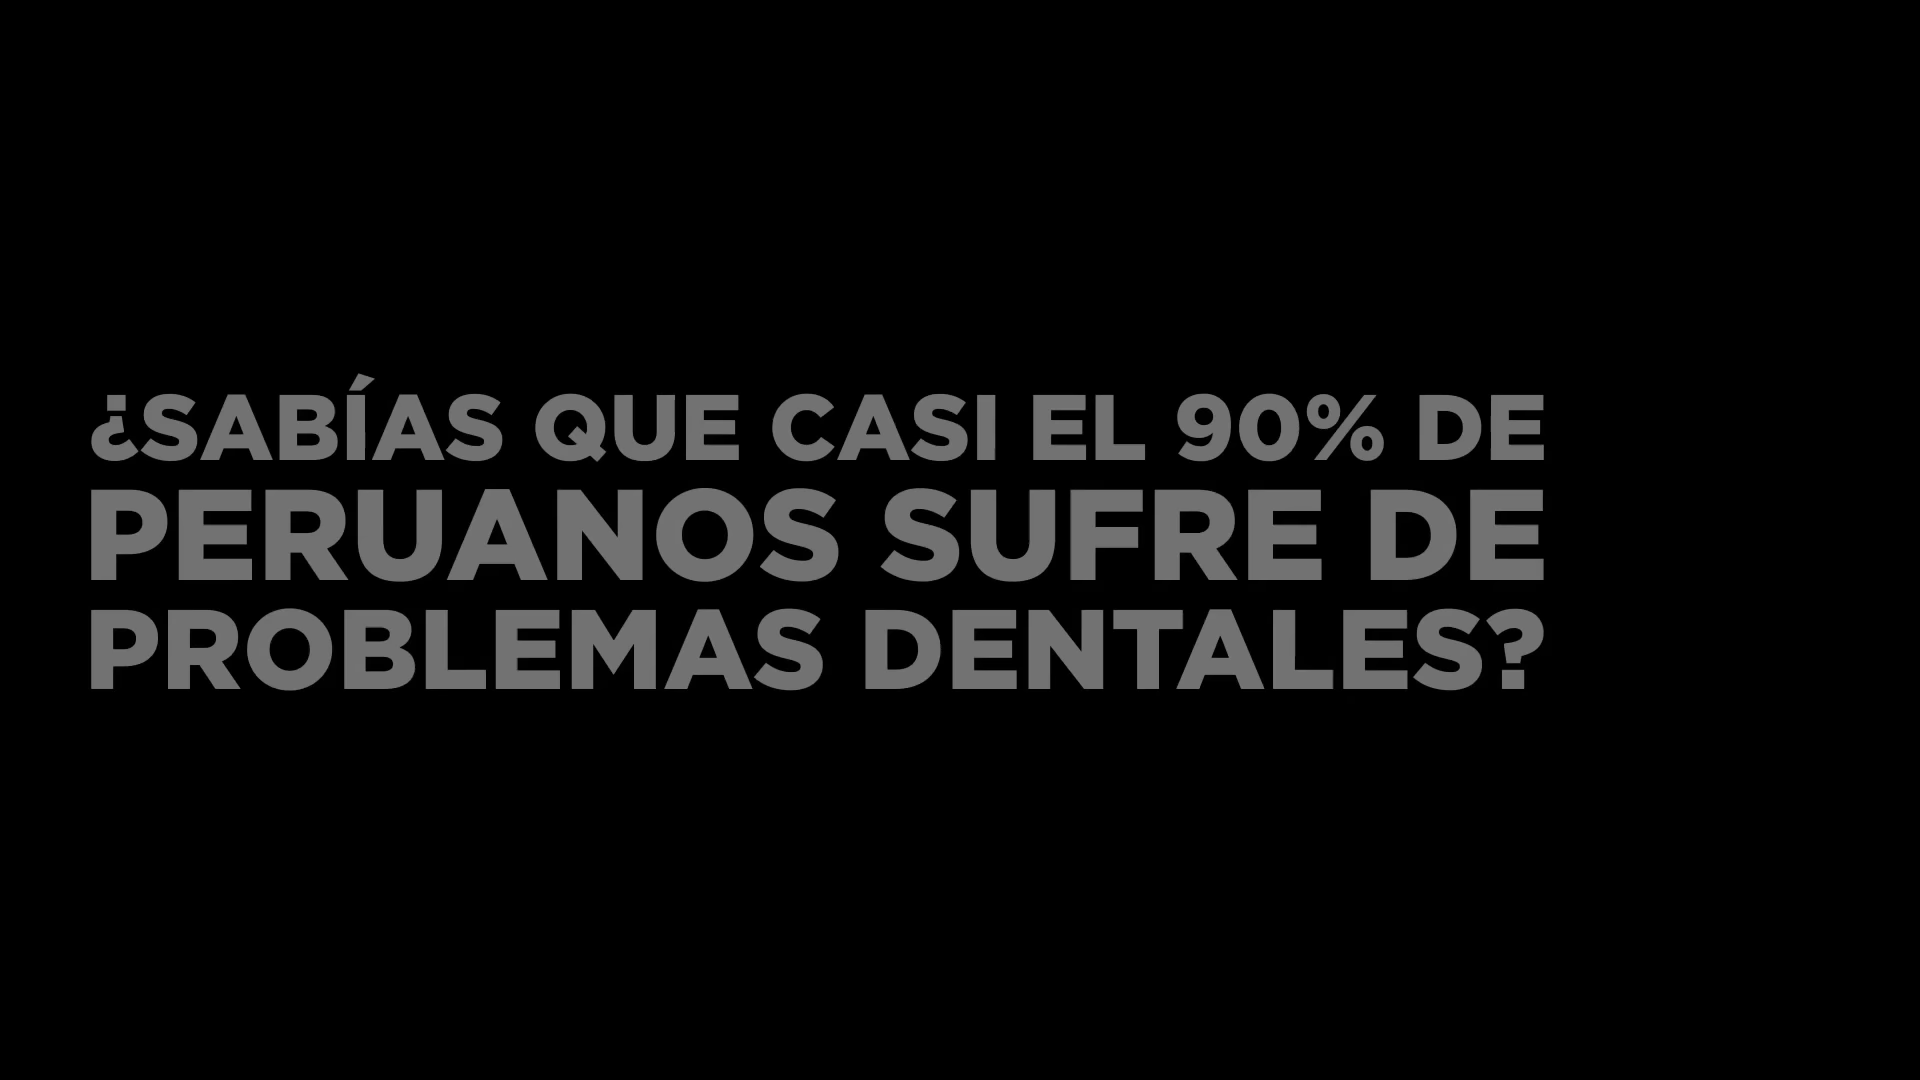 ¿SABÍAS QUE CASI EL 90% DE
PERUANOS SUFRE DE
PROBLEMAS DENTALES?